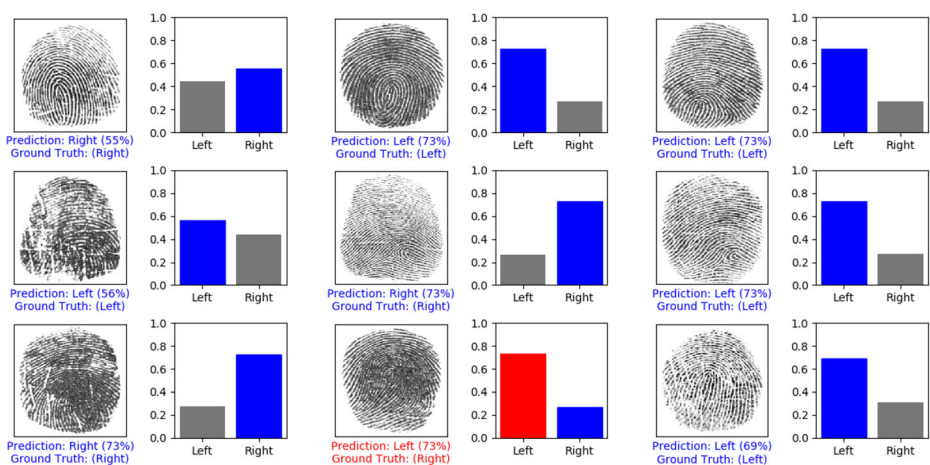 1.0
0.8
0.6
0.4
0.2
0.0
Left Right
Prediction: Right (55%)
Ground Truth: (Right)
1.0
0.8
0.6
0.4
0.2
0.0
Left Right
Prediction: Left (73%)
Ground Truth: (Left)
1.0
0.8
0.6
0.4
0.2
0.0
Left Right
Prediction: Left (73%)
Ground Truth: (Left)
1.0
0.8
0.6
0.4
0.2
0.0
Left Right
Prediction: Left (56%)
Ground Truth: (Left)
1.0
0.8
0.6
0.4
0.2
0.0
Left Right
Prediction: Right (73%)
Ground Truth: (Right)
1.0
0.8
0.6
0.4
0.2
0.0
Left Right
Prediction: Left (73%)
Ground Truth: (Left)
1.0
0.8
0.6
0.4
0.2
0.0
Left Right
Prediction: Right (73%)
Ground Truth: (Right)
1.0
0.8
0.6
0.4
0.2
0.0
Left Right
Prediction: Left (73%)
Ground Truth: (Right)
1.0
0.8
0.6
0.4
0.2
0.0
Left Right
Prediction: Left (69%)
Ground Truth: (Left)